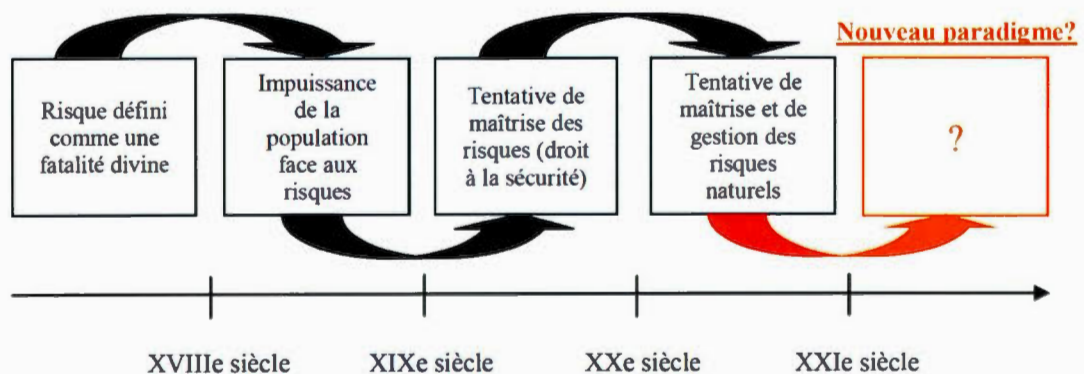 Nouveau paradigme?
Risque défini
comme une
fatalité divine
Impuissance
de la
population
face aux
risques
Tentative de
maîtrise des
risques (droit
à la sécurité)
Tentative de
maîtrise et de
gestion des
risques
naturels
?
XVIIIe siècle
XIXe siècle
XXe siècle
XXIe siècle